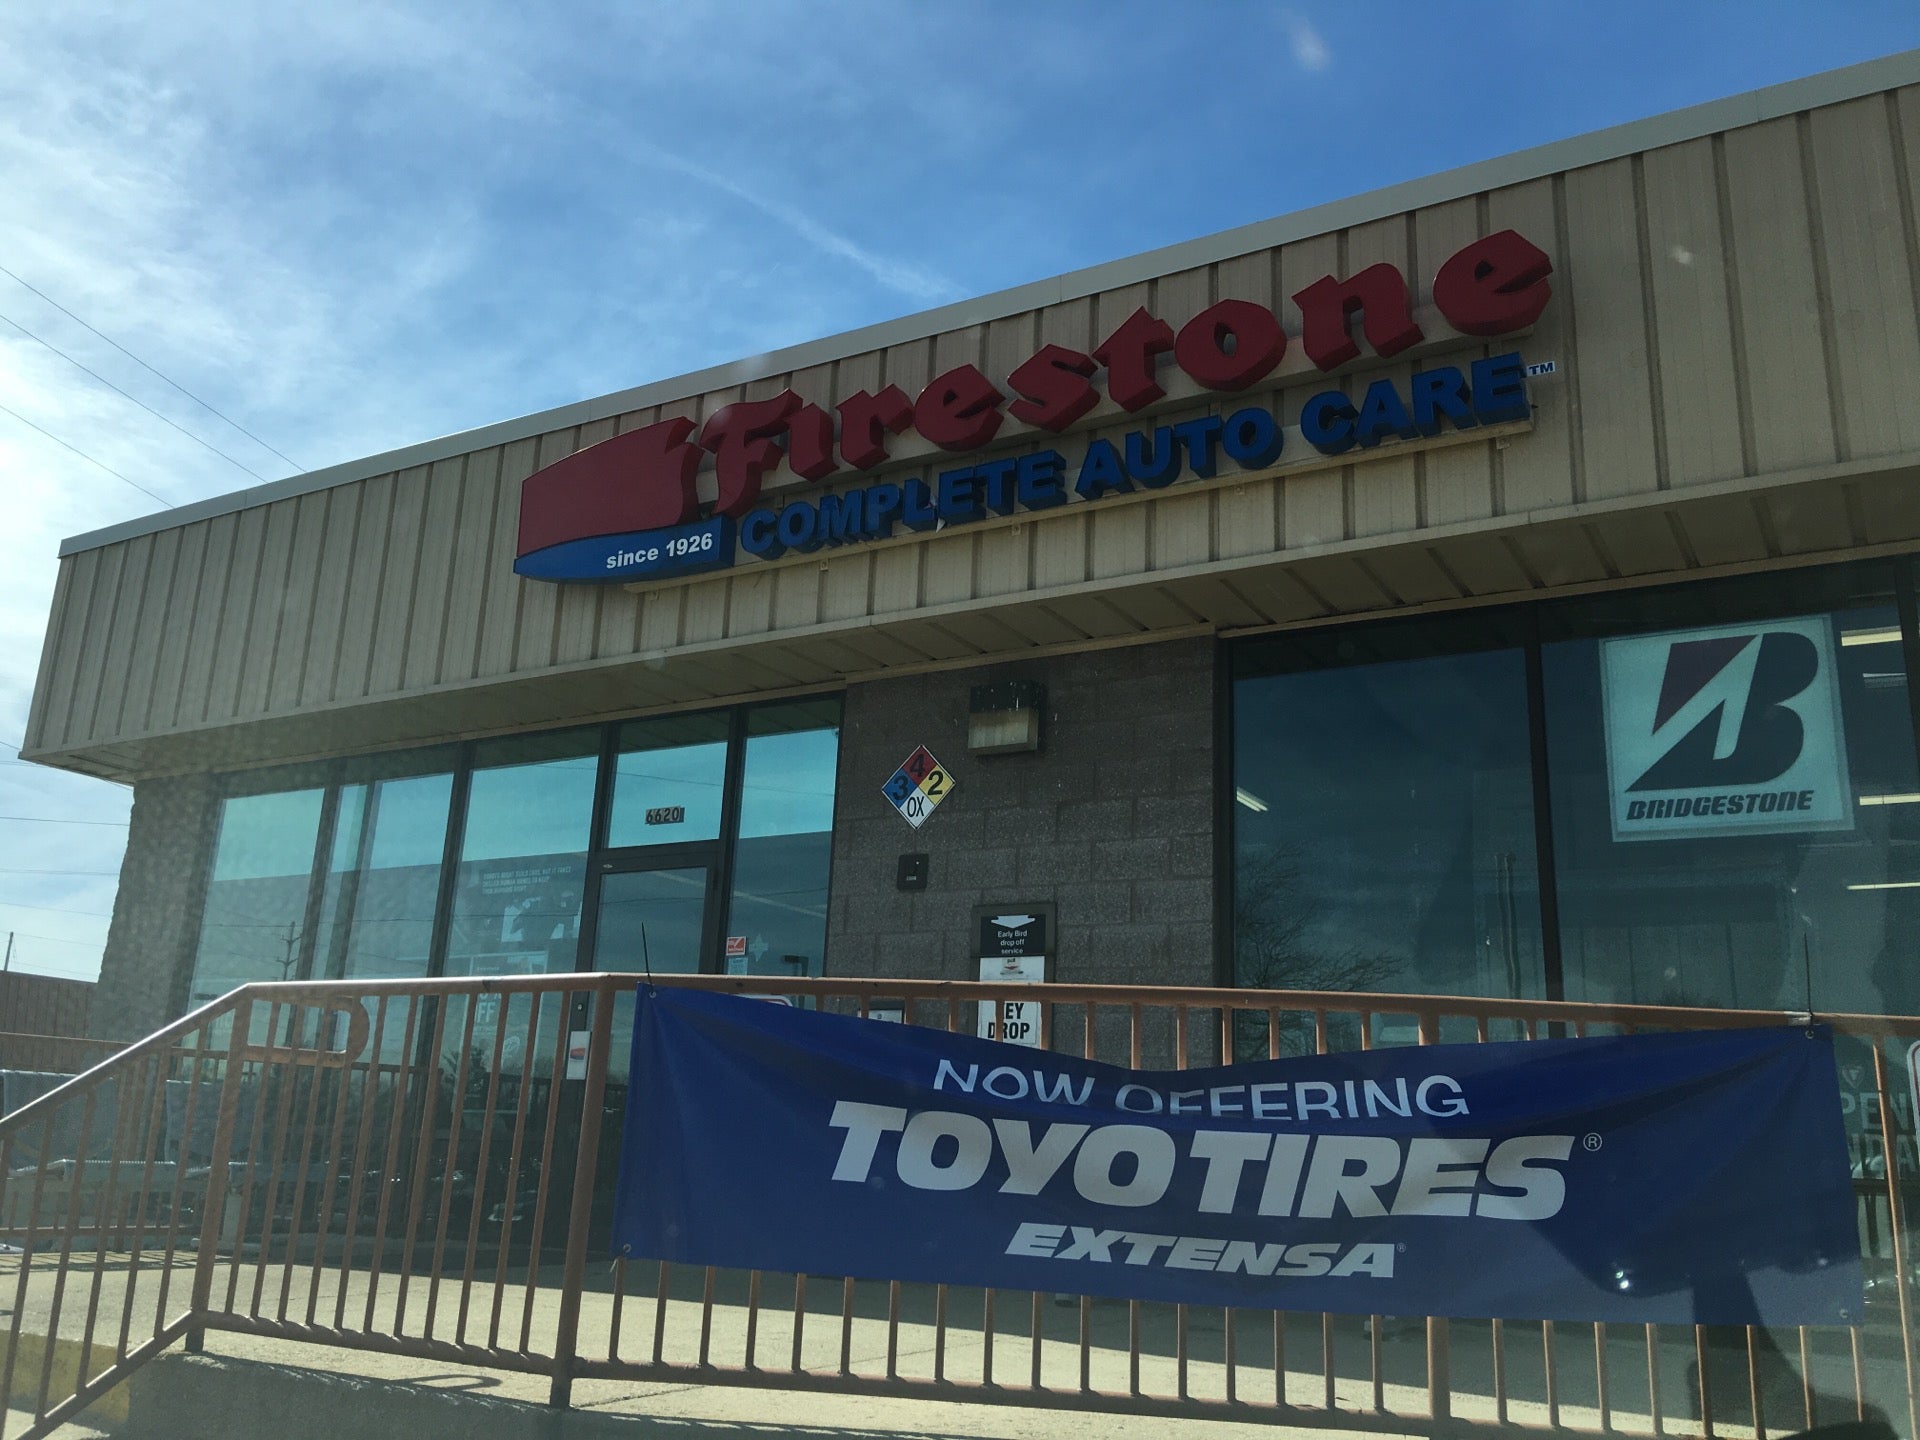 Firestone
COMPLETE AUTO CARE™
since 1926
BRIDGESTONE
4
3
2
OX
6620
Early Bird
drop off
service
EY
DROP
NOW OFFERING
TOYO TIRES®
EXTENSA®